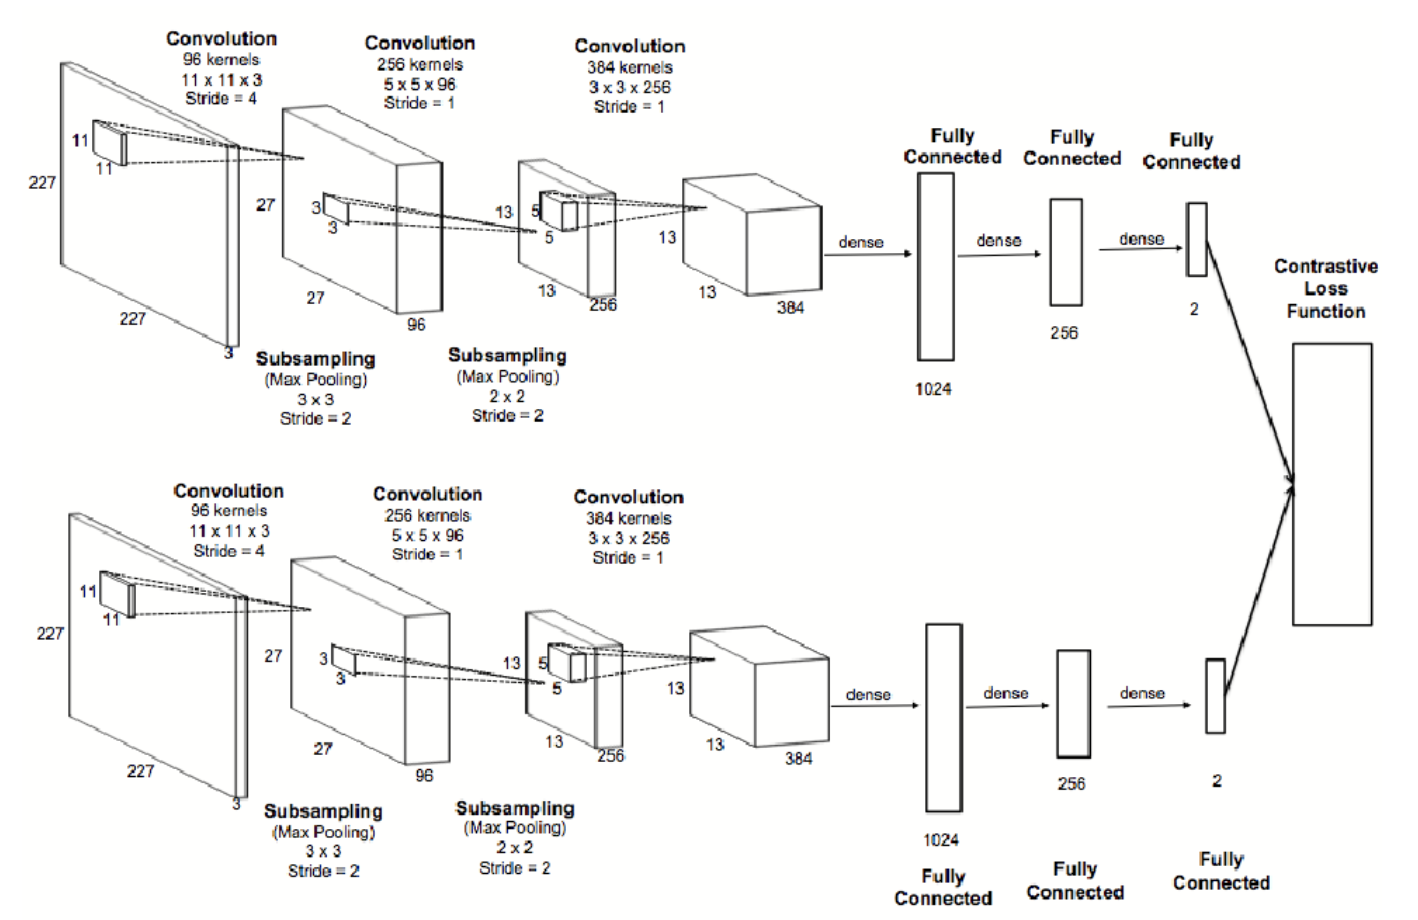 Convolution
96 kernels
11 x 11 x 3
Stride = 4
Convolution
256 kernels
5 x 5 x 96
Stride = 1
Convolution
384 kernels
3 x 3 x 256
Stride = 1
11
11
227
227
3
27
27
96
3
3
13
13
256
5
5
13
13
384
Subsampling
(Max Pooling)
3 x 3
Stride = 2
Subsampling
(Max Pooling)
2 x 2
Stride = 2
dense
Fully
Connected
1024
dense
Fully
Connected
256
dense
Fully
Connected
2
Contrastive
Loss
Function
Convolution
96 kernels
11 x 11 x 3
Stride = 4
Convolution
256 kernels
5 x 5 x 96
Stride = 1
Convolution
384 kernels
3 x 3 x 256
Stride = 1
11
11
227
227
3
27
27
96
3
3
13
13
256
5
5
13
13
384
Subsampling
(Max Pooling)
3 x 3
Stride = 2
Subsampling
(Max Pooling)
2 x 2
Stride = 2
dense
1024
Fully
Connected
dense
256
Fully
Connected
dense
2
Fully
Connected